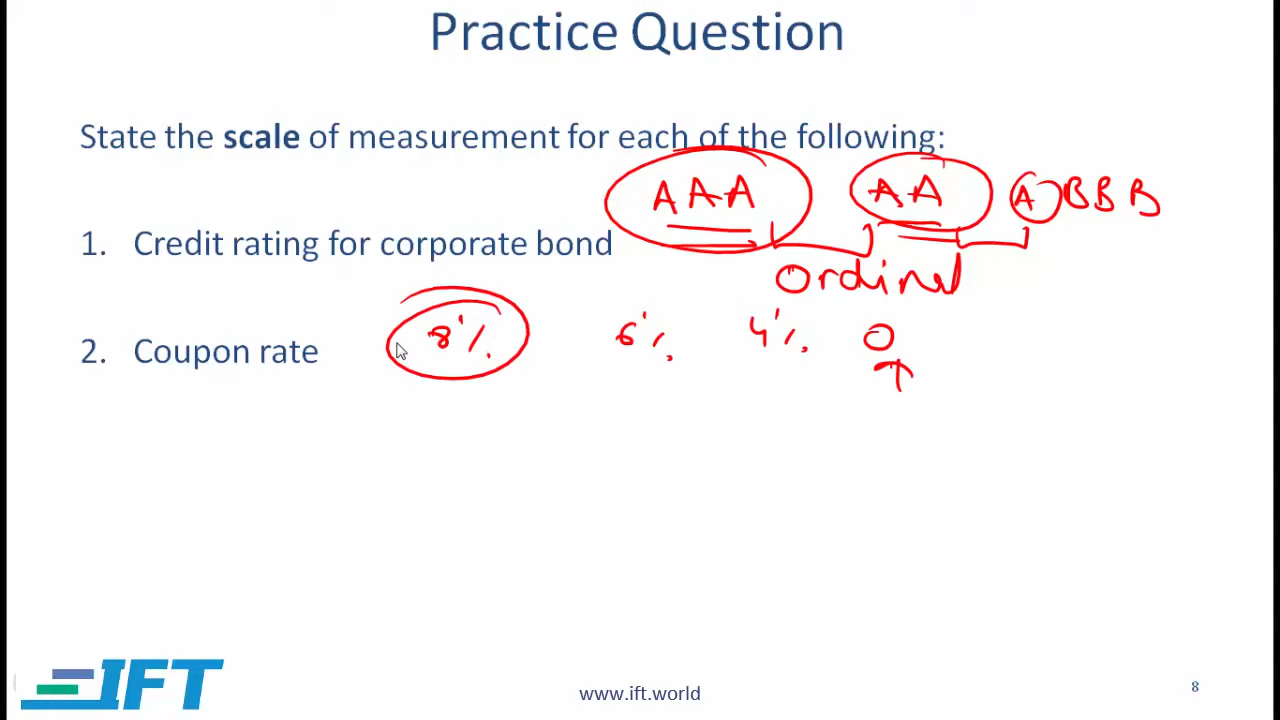 Practice Question
State the scale of measurement for each of the following:
AAA AA A BBB
1. Credit rating for corporate bond
Ordinal
2. Coupon rate 8% 6% 4% 0
IFT
www.ift.world
8